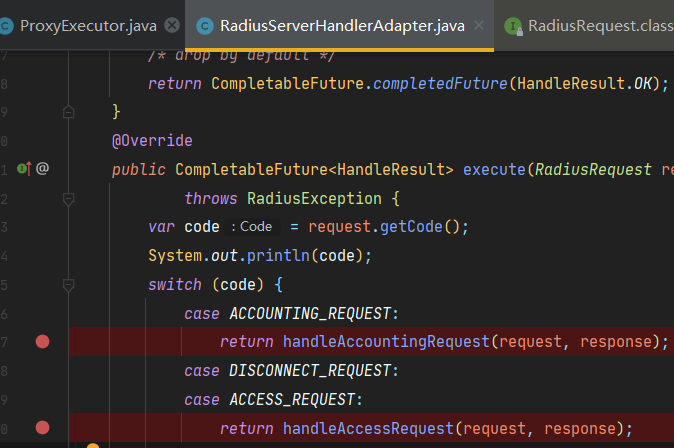 ProxyExecutor.java RadiusServerHandlerAdapter.java RadiusRequest.class
7 /* drop by default */
8 return CompletableFuture.completedFuture(HandleResult.OK);
9 }
0 @Override
1 @ public CompletableFuture<HandleResult> execute(RadiusRequest re
2 throws RadiusException {
3 var code : Code = request.getCode();
4 System.out.println(code);
5 switch (code) {
6 case ACCOUNTING_REQUEST:
7 return handleAccountingRequest(request, response);
8 case DISCONNECT_REQUEST:
9 case ACCESS_REQUEST:
0 return handleAccessRequest(request, response);